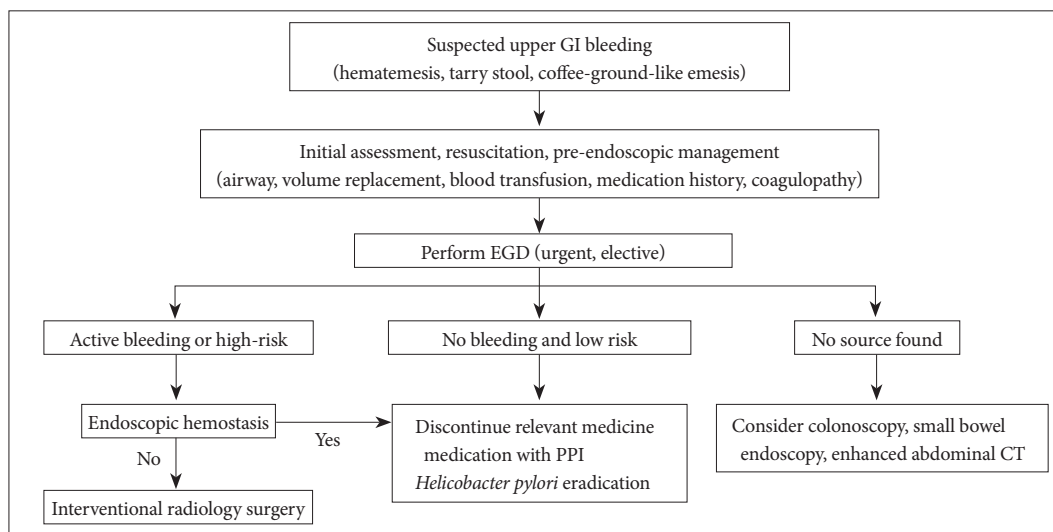 Suspected upper GI bleeding
(hematemesis, tarry stool, coffee-ground-like emesis)
Initial assessment, resuscitation, pre-endoscopic management
(airway, volume replacement, blood transfusion, medication history, coagulopathy)
Perform EGD (urgent, elective)
Active bleeding or high-risk
No bleeding and low risk
No source found
Endoscopic hemostasis
Yes
No
Discontinue relevant medicine
medication with PPI
Helicobacter pylori eradication
Consider colonoscopy, small bowel
endoscopy, enhanced abdominal CT
Interventional radiology surgery